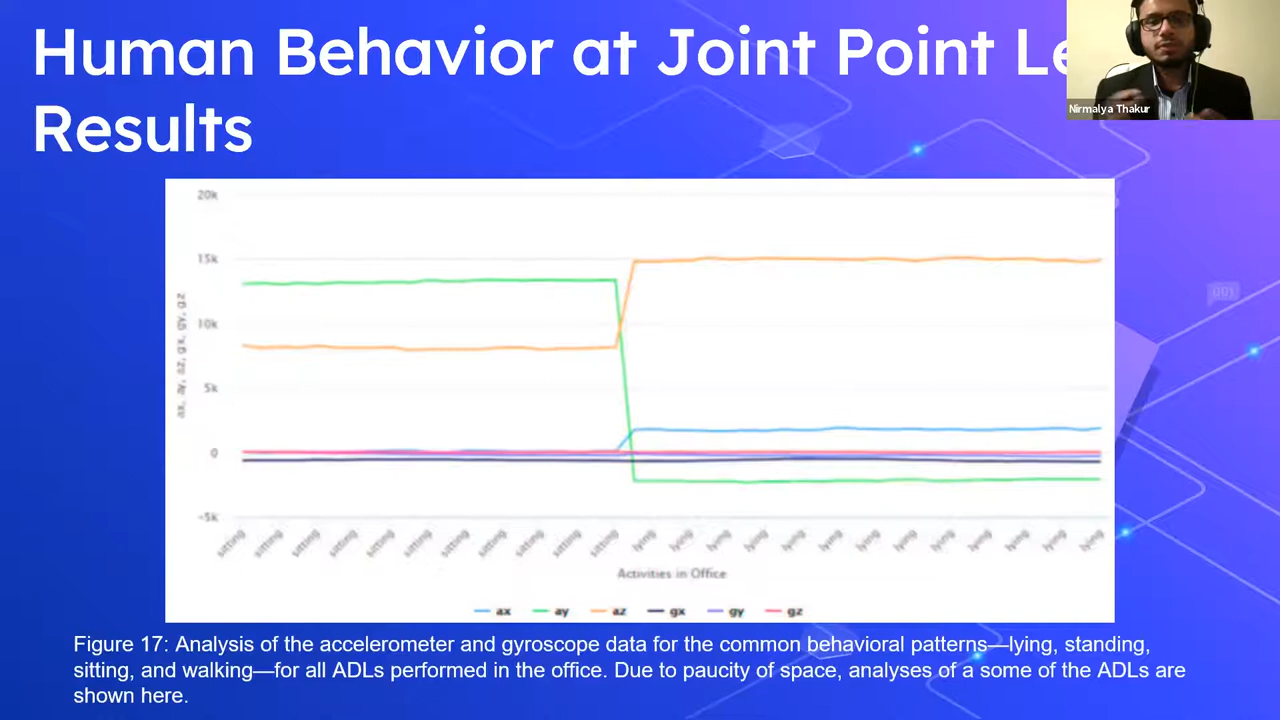 Human Behavior at Joint Point Le
Results
Nirmalya Thakur
20k
15k
10k
5k
0
-5k
ax, ay, az, gx, gy, gz
sitting sitting sitting sitting sitting sitting sitting sitting sitting sitting sitting lying lying lying lying lying lying lying lying lying lying lying lying lying
Activities in Office
ax ay az gx gy gz
Figure 17: Analysis of the accelerometer and gyroscope data for the common behavioral patterns—lying, standing,
sitting, and walking—for all ADLs performed in the office. Due to paucity of space, analyses of a some of the ADLs are
shown here.